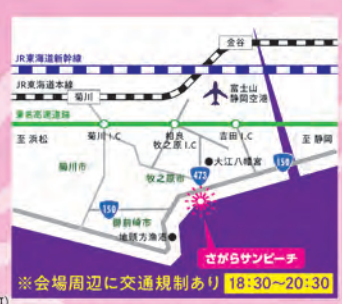 金谷
JR東海道新幹線
JR東海道本線
菊川
富士山
静岡空港
東名高速道路
至 浜松
菊川I.C
相良
牧之原I.C
吉田I.C
至 静岡
大江八幡宮
150
菊川市
牧之原市
473
150
御前崎市
地頭方漁港
さがらサンビーチ
※会場周辺に交通規制あり 18:30~20:30